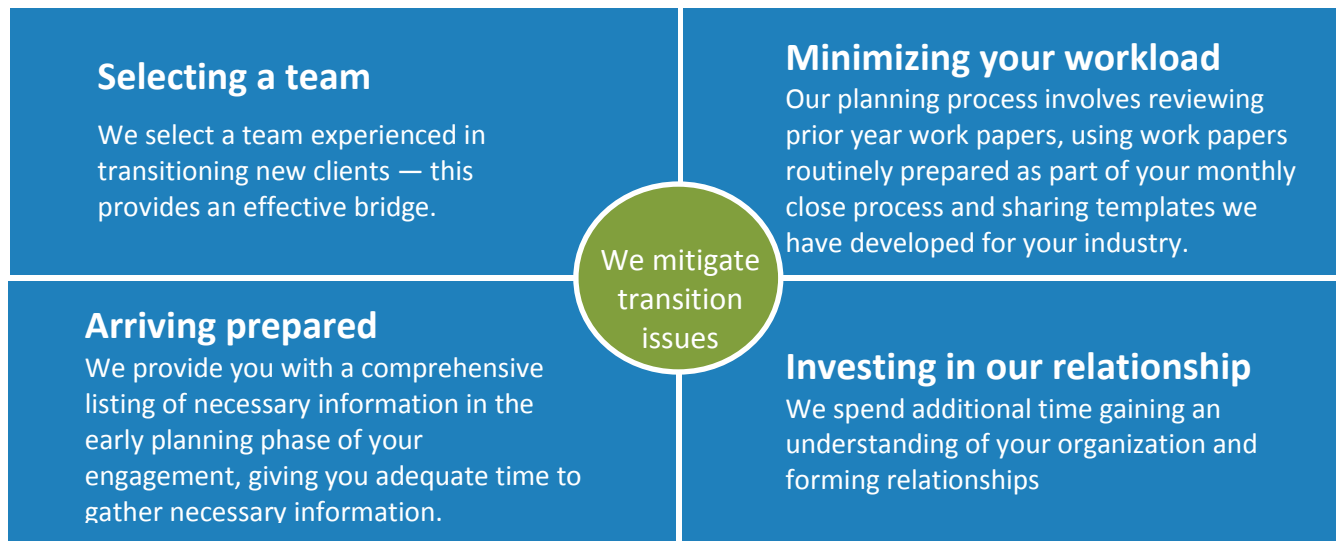 Selecting a team
We select a team experienced in
transitioning new clients — this
provides an effective bridge.
Minimizing your workload
Our planning process involves reviewing
prior year work papers, using work papers
routinely prepared as part of your monthly
close process and sharing templates we
have developed for your industry.
We mitigate
transition
issues
Arriving prepared
We provide you with a comprehensive
listing of necessary information in the
early planning phase of your
engagement, giving you adequate time to
gather necessary information.
Investing in our relationship
We spend additional time gaining an
understanding of your organization and
forming relationships